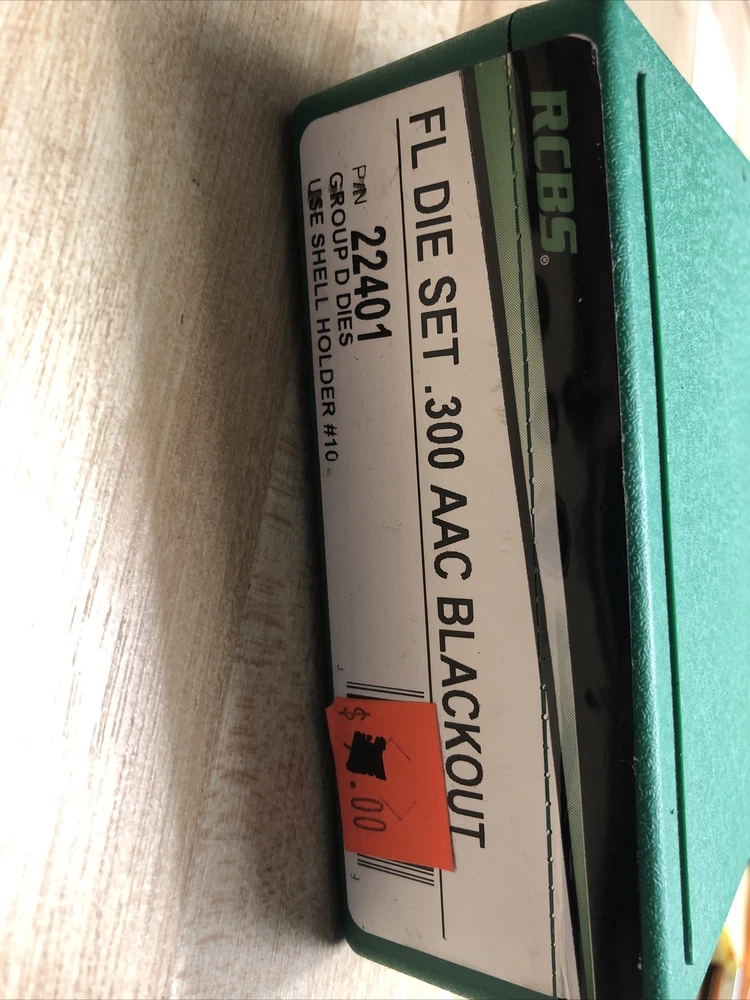 RCBS®
FL DIE SET .300 AAC BLACKOUT
P/N 22401
GROUP D DIES
USE SHELL HOLDER #10
$ .00